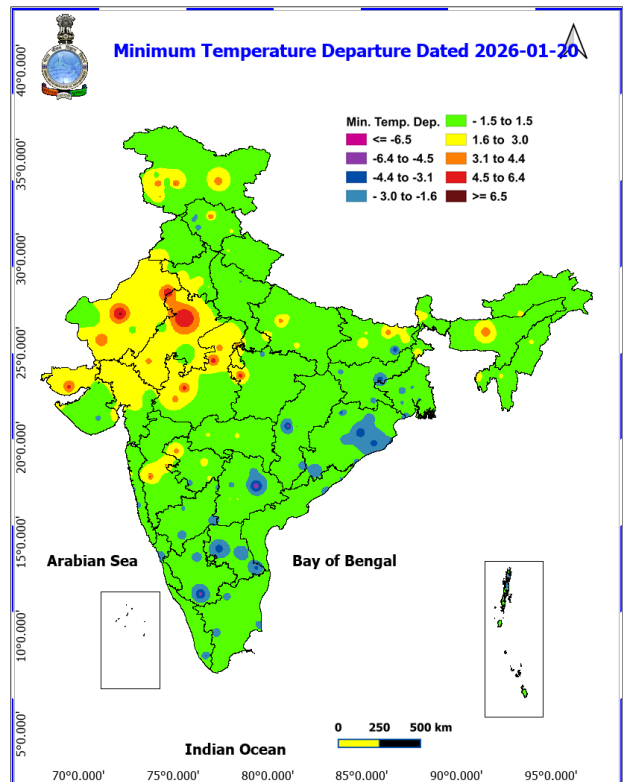 Minimum Temperature Departure Dated 2026-01-20
Min. Temp. Dep.
<= -6.5
-6.4 to -4.5
-4.4 to -3.1
- 3.0 to -1.6
- 1.5 to 1.5
1.6 to 3.0
3.1 to 4.4
4.5 to 6.4
>= 6.5
40°0.000'
35°0.000'
30°0.000'
25°0.000'
20°0.000'
15°0.000'
10°0.000'
5°0.000'
Arabian Sea
Bay of Bengal
Indian Ocean
0 250 500 km
70°0.000' 75°0.000' 80°0.000' 85°0.000' 90°0.000' 95°0.000'